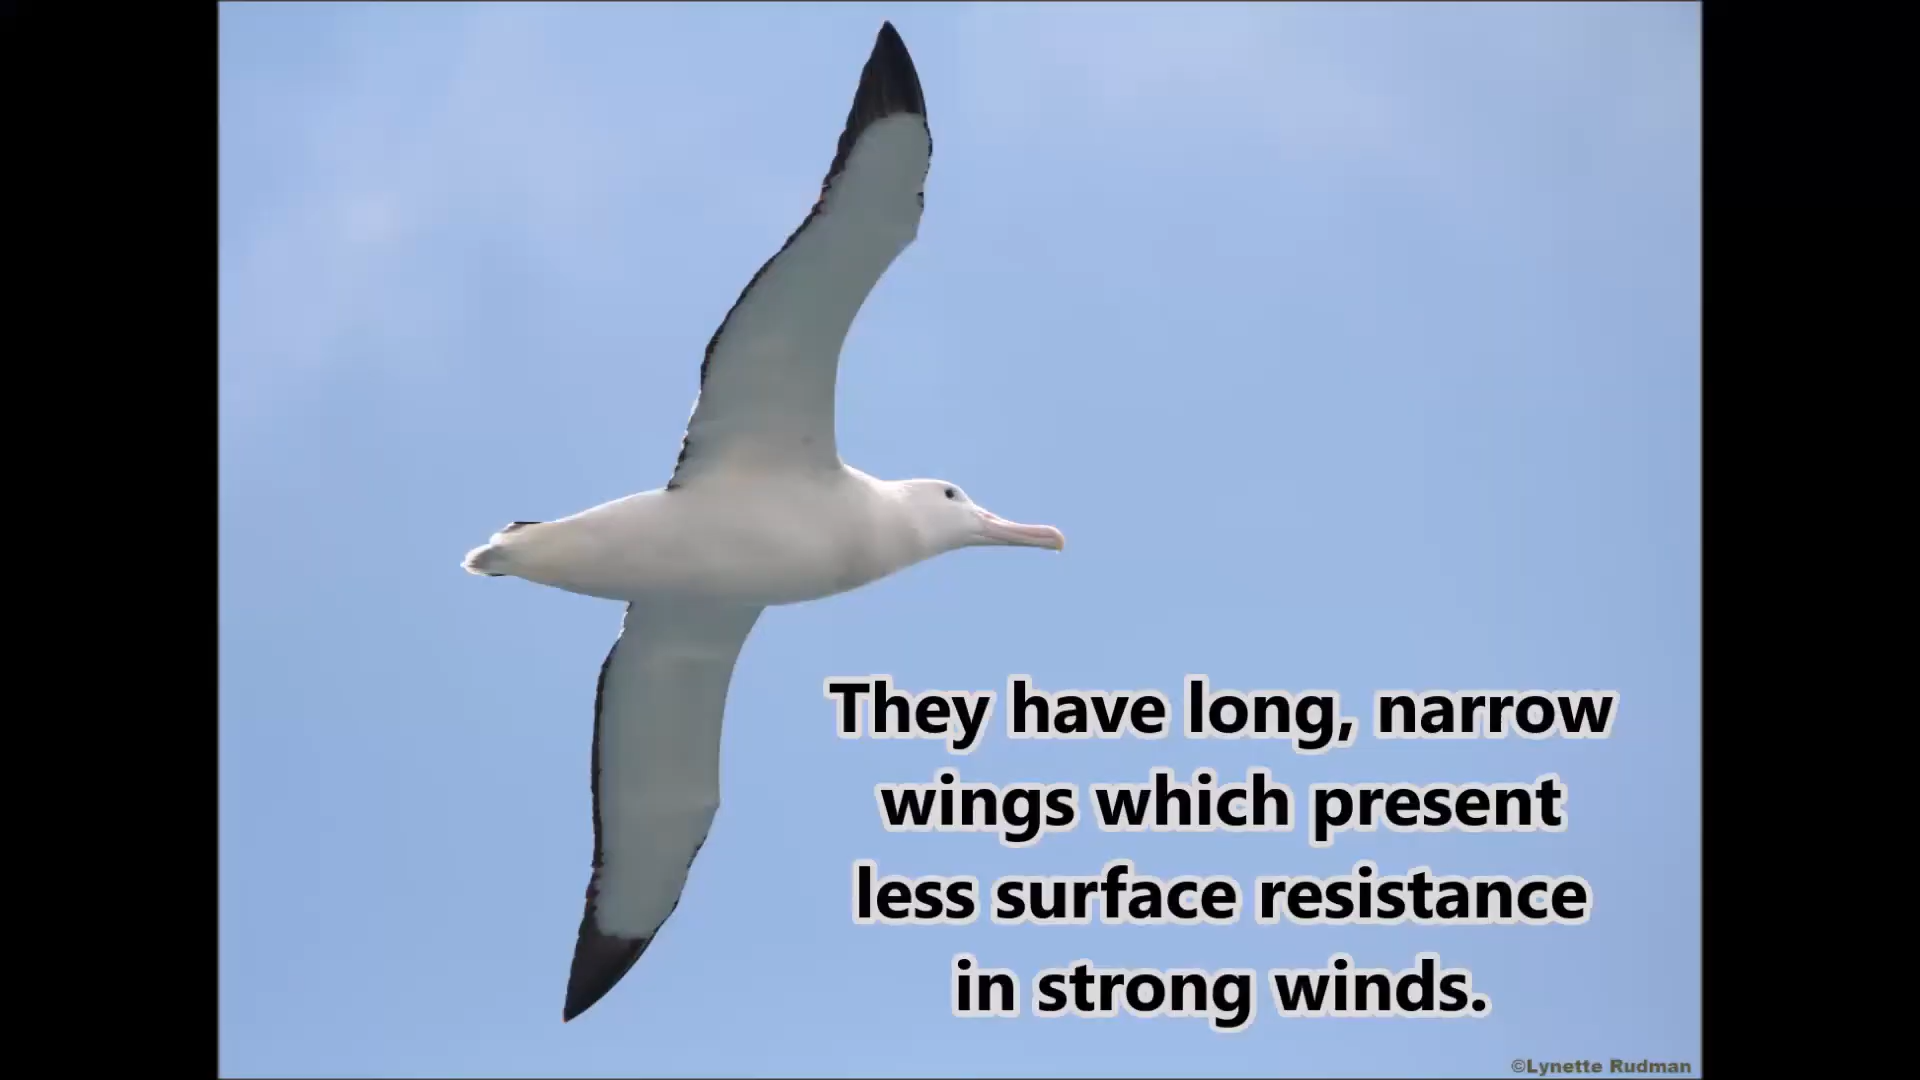 They have long, narrow
wings which present
less surface resistance
in strong winds.
©Lynette Rudman